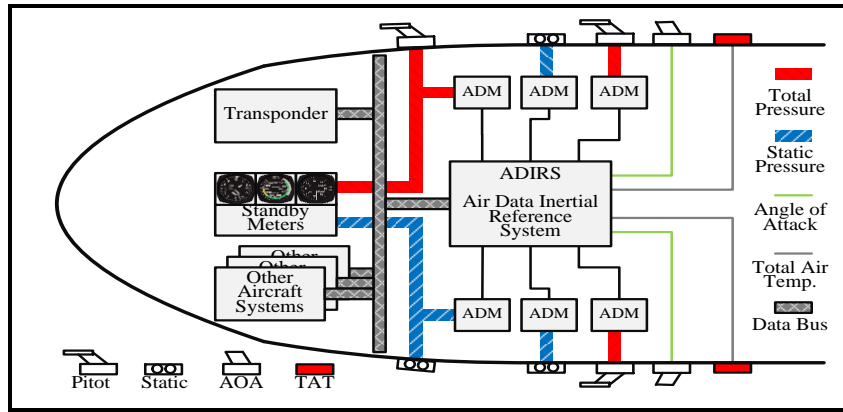 Transponder
Standby
Meters
Other
Other
Other
Aircraft
Systems
ADM
ADM
ADM
ADIRS
Air Data Inertial
Reference
System
ADM
ADM
ADM
Total
Pressure
Static
Pressure
Angle of
Attack
Total Air
Temp.
Data Bus
Pitot
Static
AOA
TAT